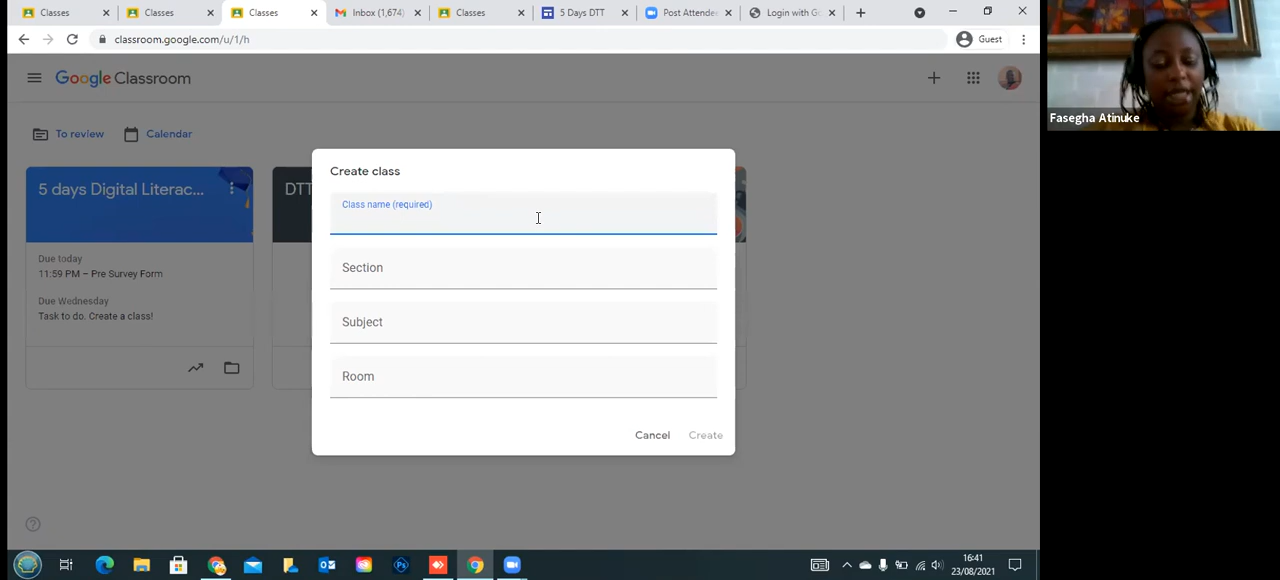 Classes
Classes
Classes
Inbox (1,674)
Classes
5 Days DTT
Post Attende
Login with Go
classroom.google.com/u/1/h
Guest
Google Classroom
To review
Calendar
5 days Digital Literac...
DTT
Due today
11:59 PM – Pre Survey Form
Due Wednesday
Task to do. Create a class!
Create class
Class name (required)
Section
Subject
Room
Cancel
Create
Fasegha Atinuke
16:41
23/08/2021